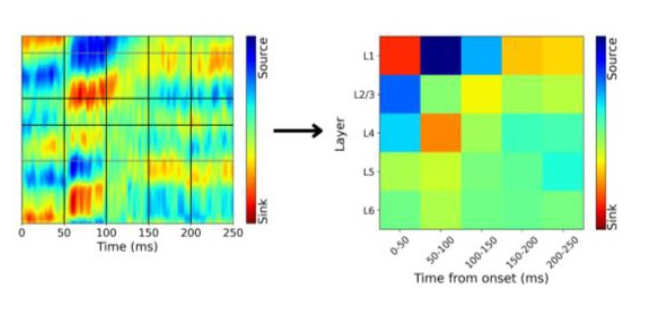 Source
Sink
0 50 100 150 200 250
Time (ms)
Layer
L1
L2/3
L4
L5
L6
0-50 50-100 100-150 150-200 200-250
Time from onset (ms)
Source
Sink